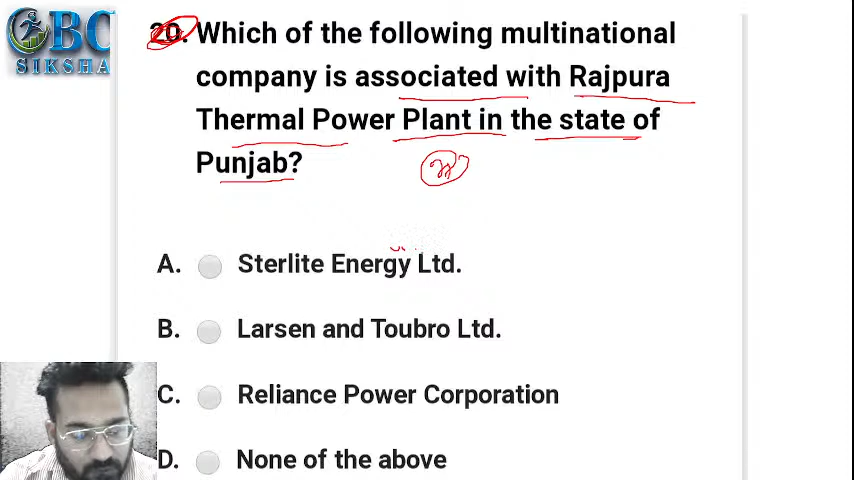 OBC
SIKSHA
20. Which of the following multinational
company is associated with Rajpura
Thermal Power Plant in the state of
Punjab?
A. Sterlite Energy Ltd.
B. Larsen and Toubro Ltd.
C. Reliance Power Corporation
D. None of the above